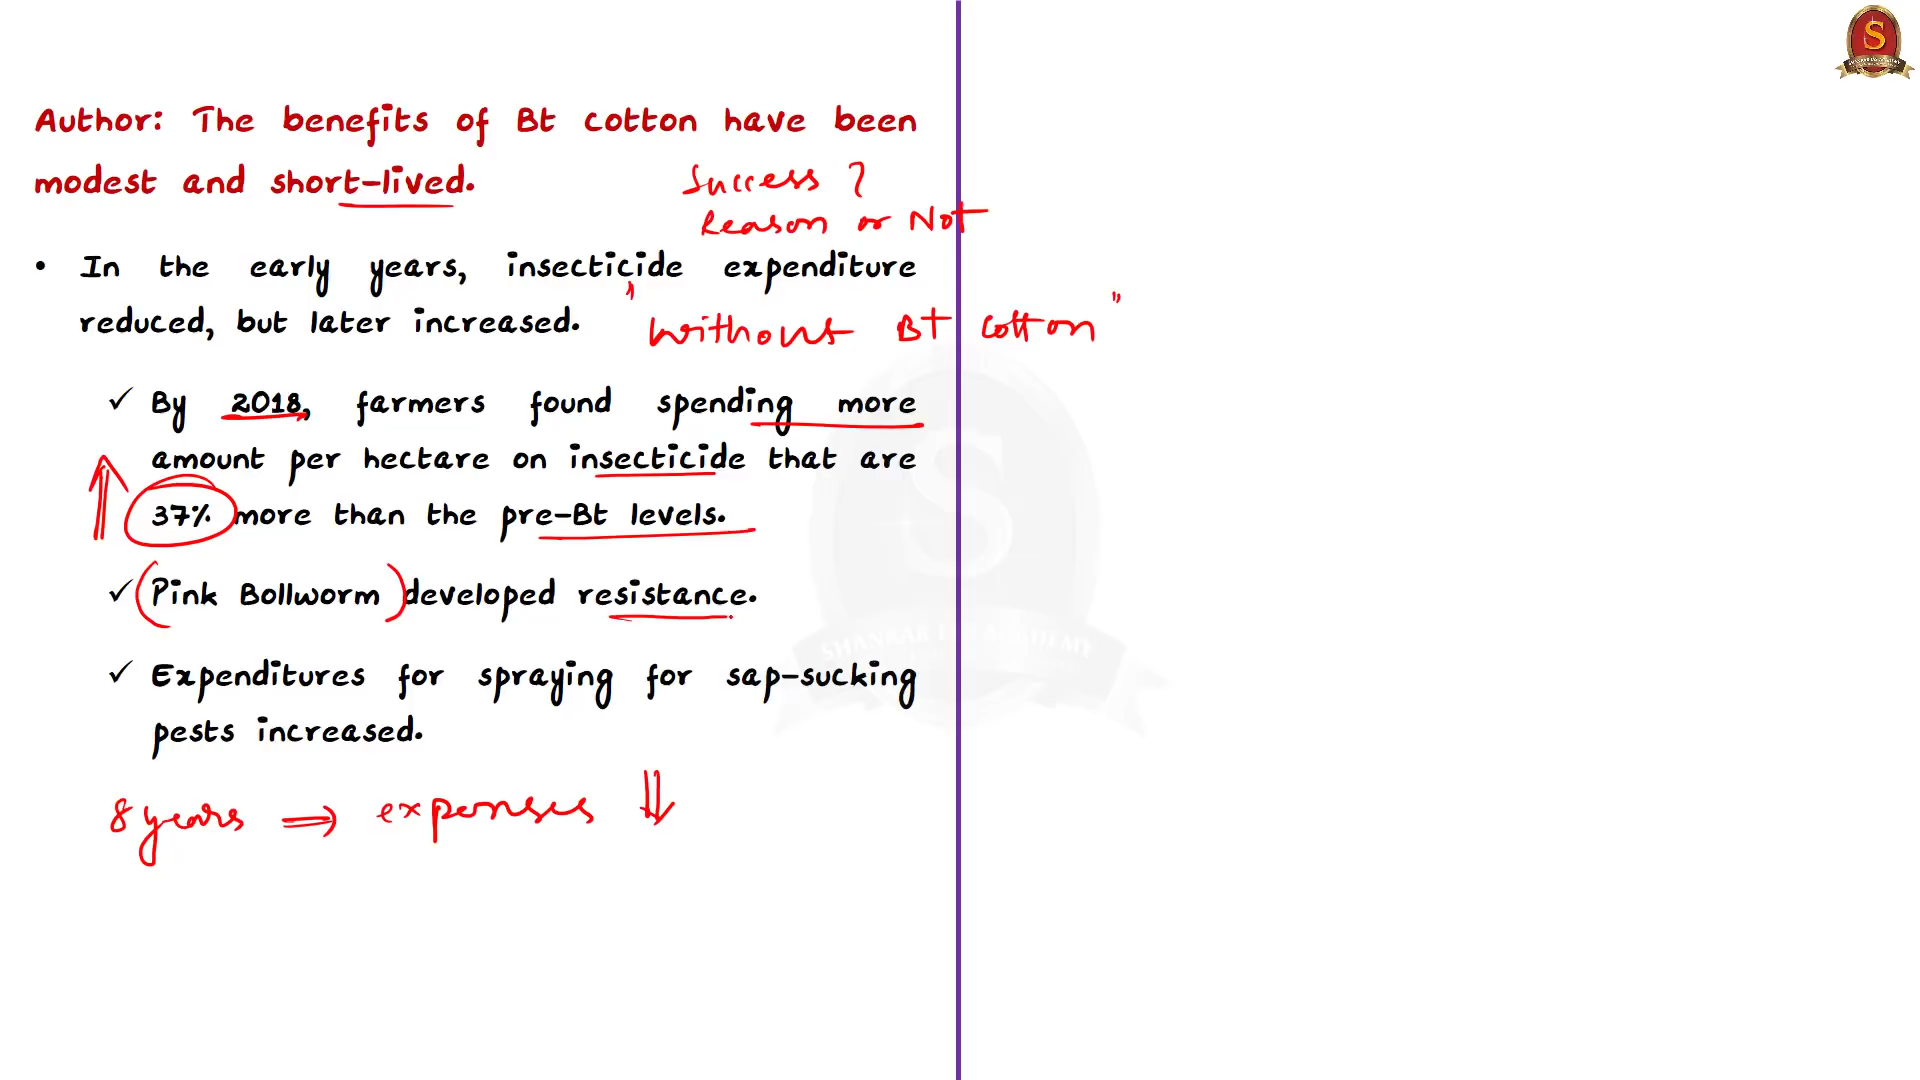 Author: The benefits of Bt cotton have been
modest and short-lived.
Success ?
Reason or Not
• In the early years, insecticide expenditure
reduced, but later increased.
"Without Bt cotton"
✓ By 2018, farmers found spending more
amount per hectare on insecticide that are
37% more than the pre-Bt levels.
✓ (Pink Bollworm) developed resistance.
✓ Expenditures for spraying for sap-sucking
pests increased.
8 years ⇒ expenses ⇓
S
SHANKAR IAS ACADEMY